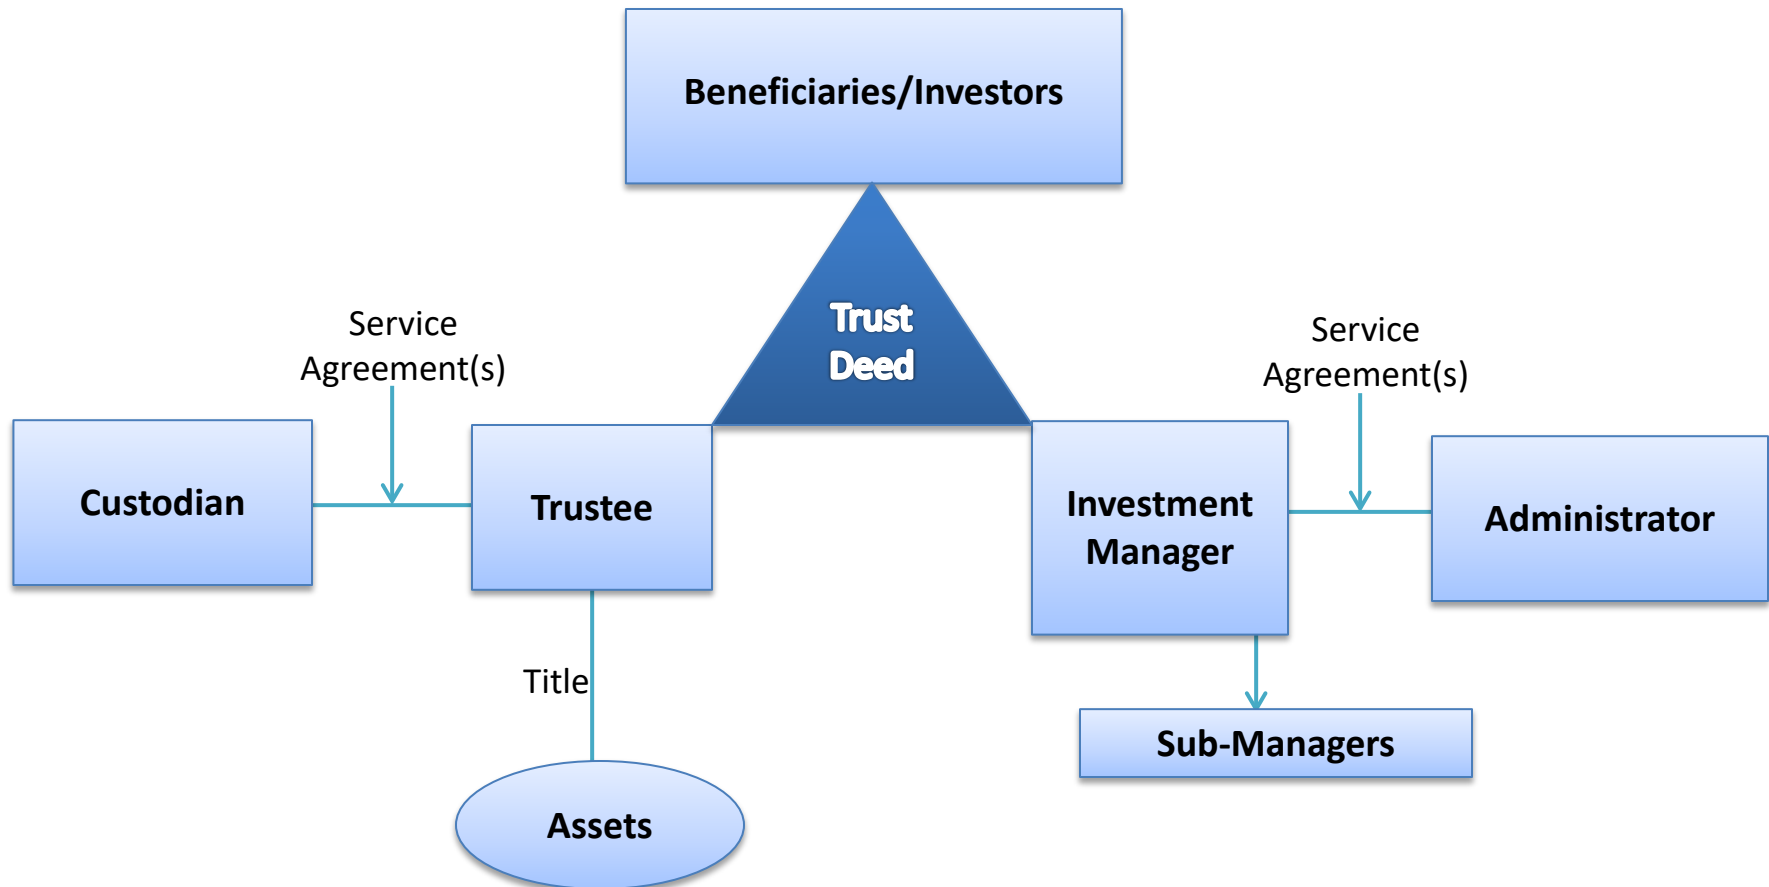 Beneficiaries/Investors
Trust
Deed
Service
Agreement(s)
Service
Agreement(s)
Custodian
Trustee
Investment
Manager
Administrator
Title
Sub-Managers
Assets